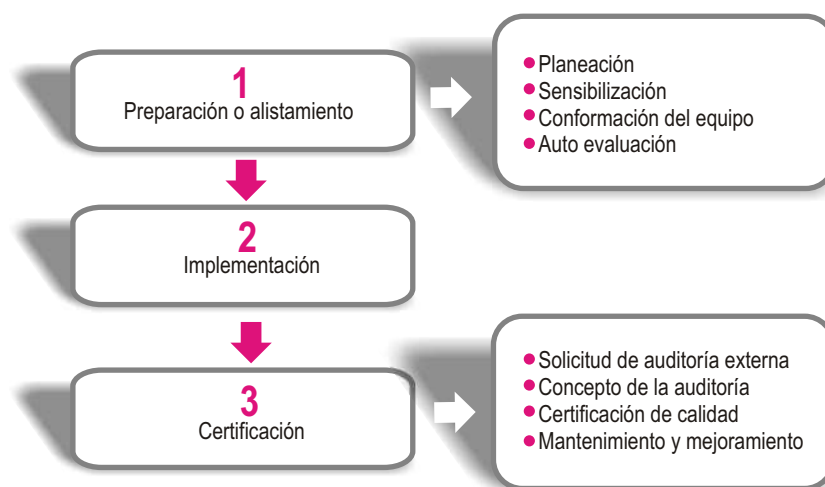 1
Preparación o alistamiento
Planeación
Sensibilización
Conformación del equipo
Auto evaluación
2
Implementación
3
Certificación
Solicitud de auditoría externa
Concepto de la auditoría
Certificación de calidad
Mantenimiento y mejoramiento